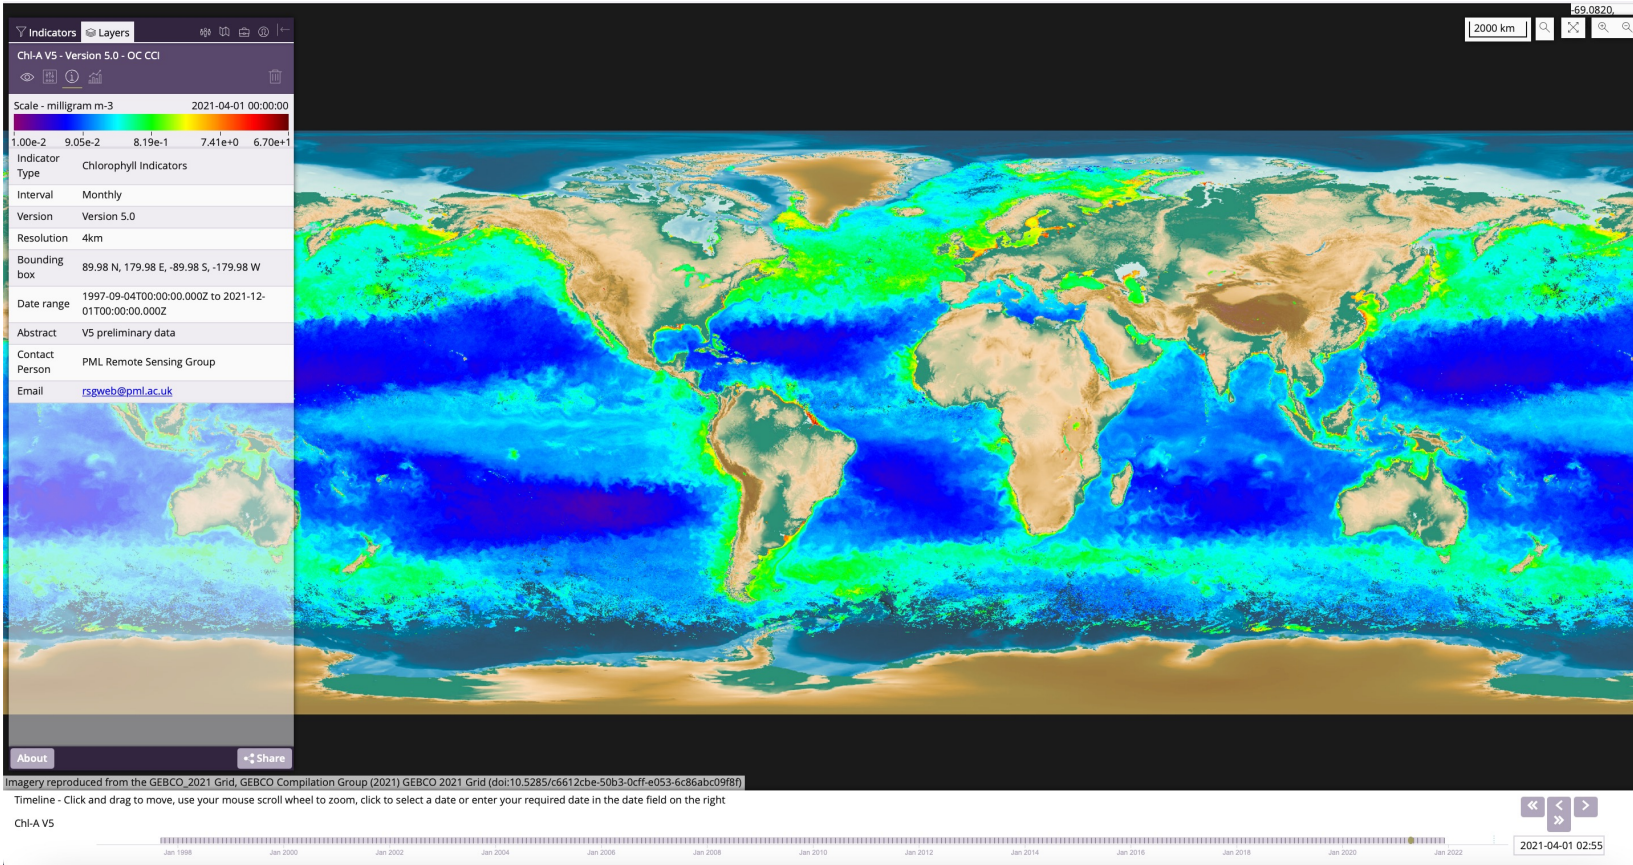 -69.0820,
Indicators Layers
2000 km
Chl-A V5 - Version 5.0 - OC CCI
Scale - milligram m-3 2021-04-01 00:00:00
1.00e-2 9.05e-2 8.19e-1 7.41e+0 6.70e+1
Indicator Type Chlorophyll Indicators
Interval Monthly
Version Version 5.0
Resolution 4km
Bounding box 89.98 N, 179.98 E, -89.98 S, -179.98 W
Date range 1997-09-04T00:00:00.000Z to 2021-12-
01T00:00:00.000Z
Abstract V5 preliminary data
Contact Person PML Remote Sensing Group
Email rsgweb@pml.ac.uk
About Share
Imagery reproduced from the GEBCO_2021 Grid, GEBCO Compilation Group (2021) GEBCO 2021 Grid (doi:10.5285/c6612cbe-50b3-0cff-e053-6c86abc09f8f)
Timeline - Click and drag to move, use your mouse scroll wheel to zoom, click to select a date or enter your required date in the date field on the right
Chl-A V5
Jan 1998 Jan 2000 Jan 2002 Jan 2004 Jan 2006 Jan 2008 Jan 2010 Jan 2012 Jan 2014 Jan 2016 Jan 2018 Jan 2020 Jan 2022
2021-04-01 02:55